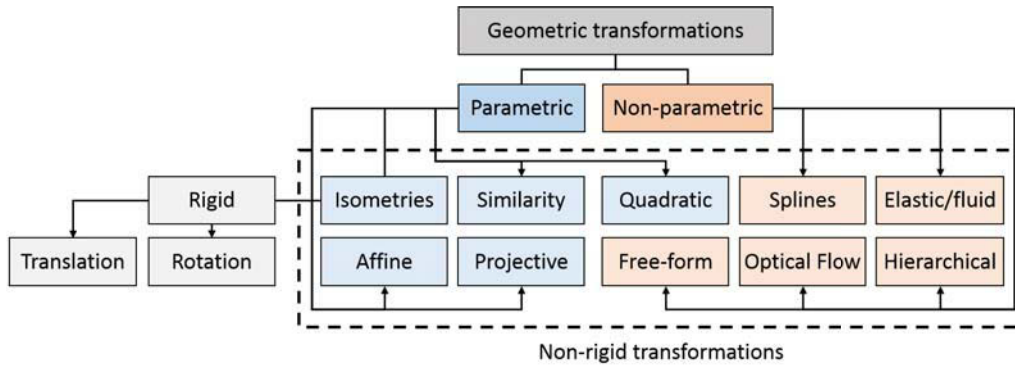 Geometric transformations
Parametric
Non-parametric
Rigid
Isometries
Similarity
Quadratic
Splines
Elastic/fluid
Translation
Rotation
Affine
Projective
Free-form
Optical Flow
Hierarchical
Non-rigid transformations